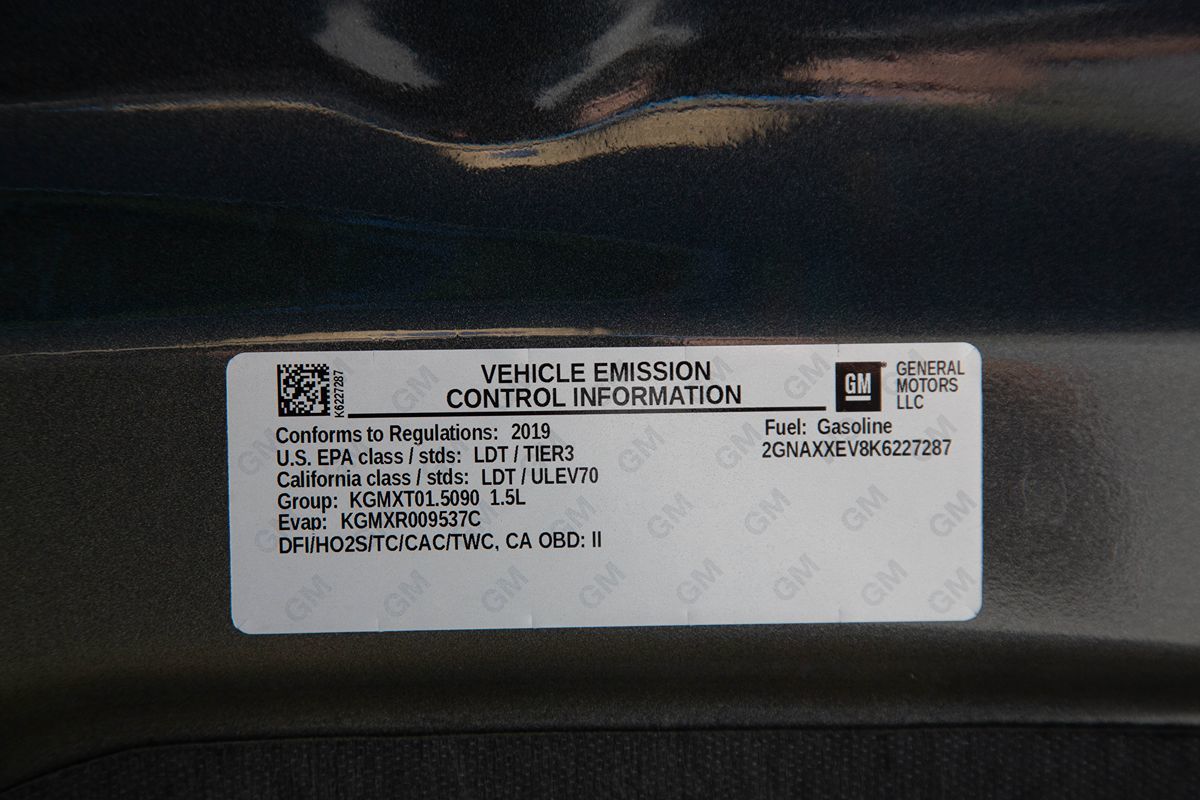 K6227287
VEHICLE EMISSION
CONTROL INFORMATION
GM
GENERAL
MOTORS
LLC
Conforms to Regulations: 2019
U.S. EPA class / stds: LDT / TIER3
California class / stds: LDT / ULEV70
Group: KGMXT01.5090 1.5L
Evap: KGMXR009537C
DFI/HO2S/TC/CAC/TWC, CA OBD: II
Fuel: Gasoline
2GNAXXEV8K6227287